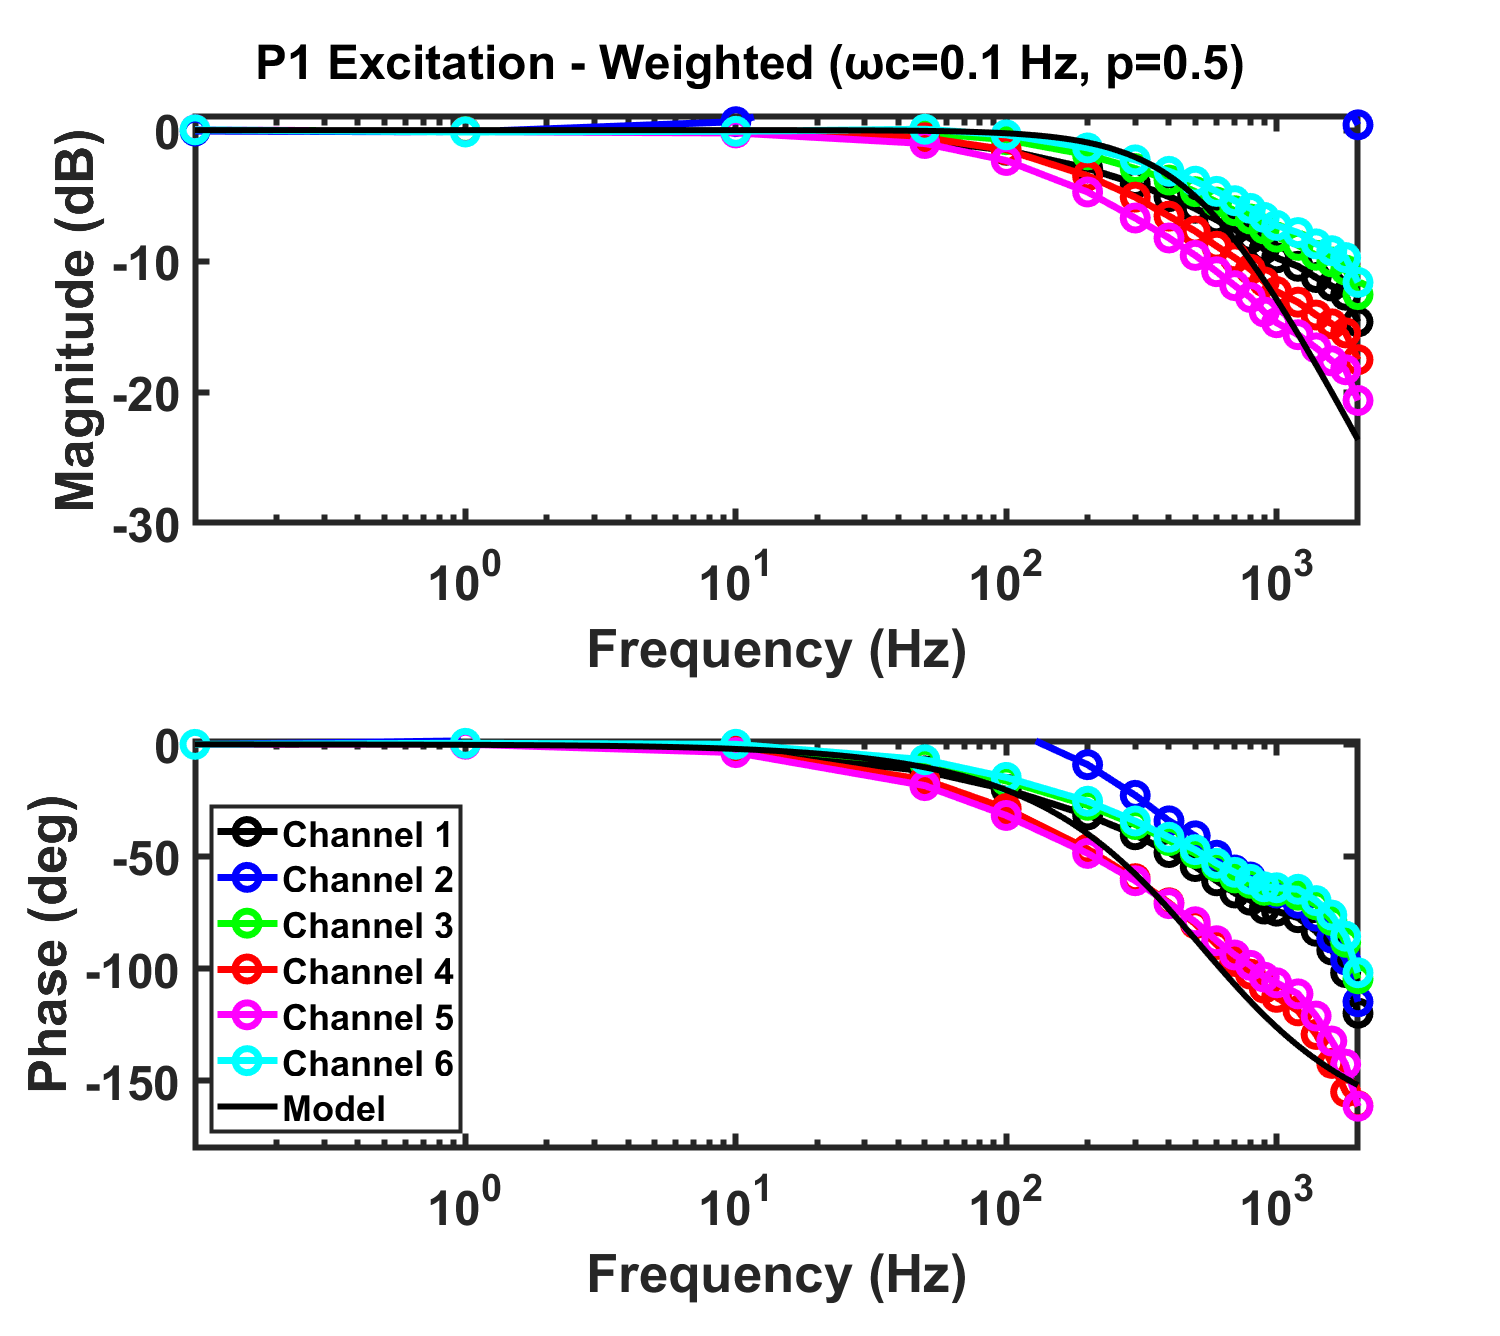 P1 Excitation - Weighted (ωc=0.1 Hz, p=0.5)
Magnitude (dB)
0
-10
-20
-30
10^0 10^1 10^2 10^3
Frequency (Hz)
Phase (deg)
0
-50
-100
-150
Channel 1
Channel 2
Channel 3
Channel 4
Channel 5
Channel 6
Model
10^0 10^1 10^2 10^3
Frequency (Hz)